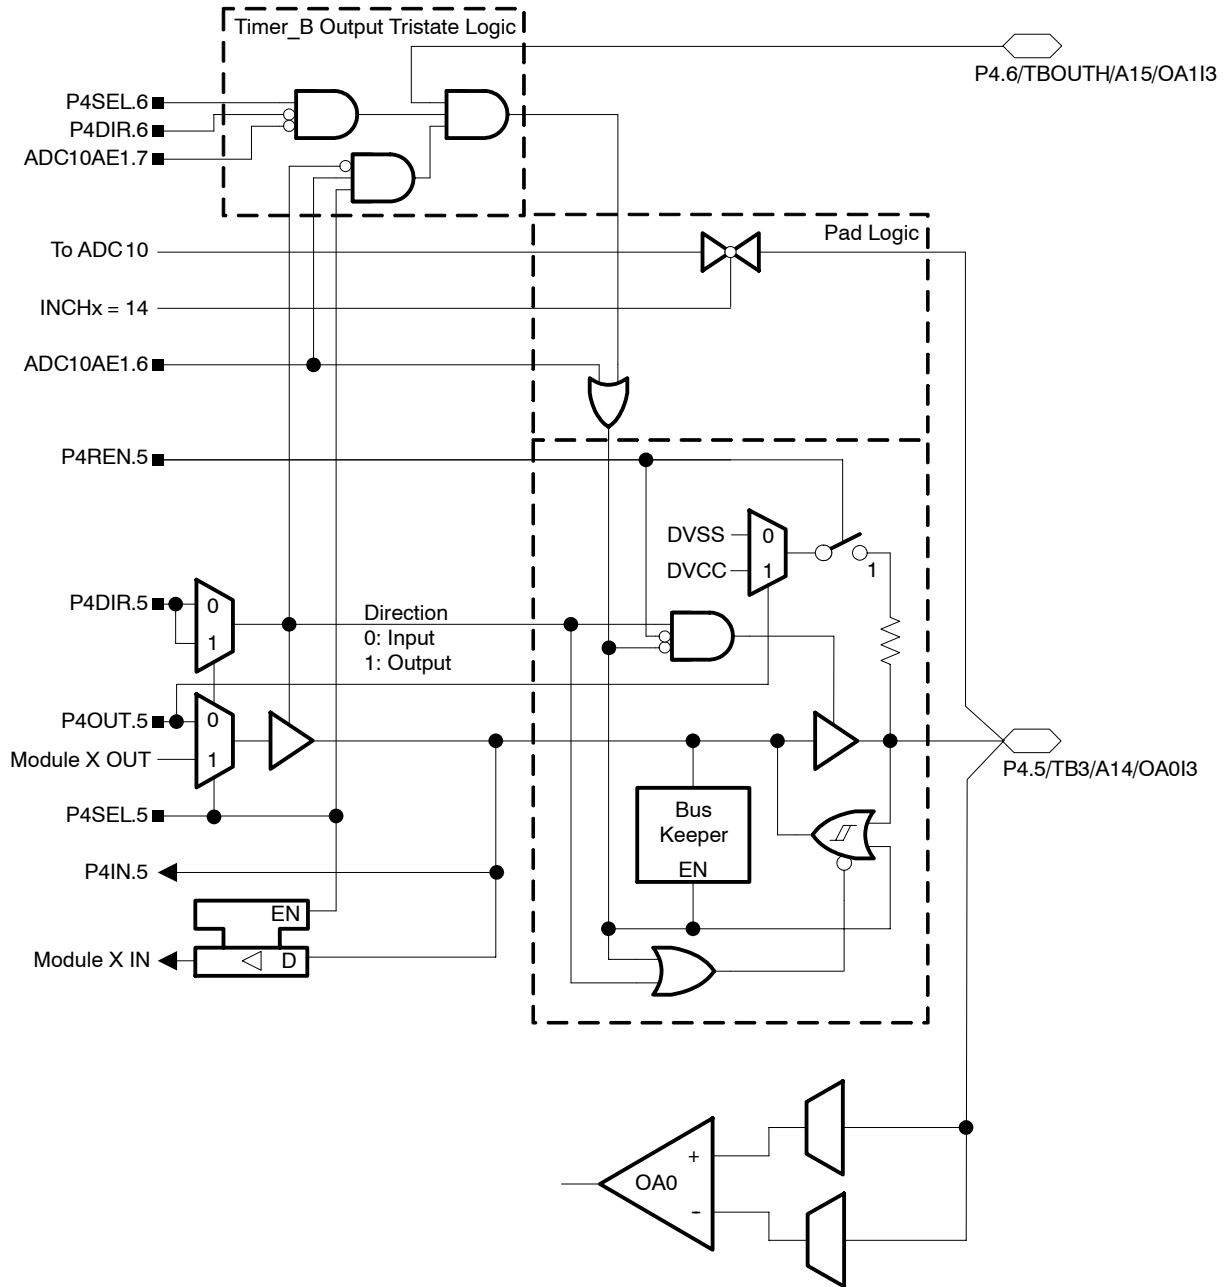 Timer_B Output Tristate Logic
P4.6/TBOUTH/A15/OA1I3
P4SEL.6
P4DIR.6
ADC10AE1.7
Pad Logic
To ADC10
INCHx = 14
ADC10AE1.6
P4REN.5
DVSS
0
DVCC
1
1
P4DIR.5
0
1
Direction
0: Input
1: Output
P4OUT.5
0
Module X OUT
1
P4.5/TB3/A14/OA0I3
P4SEL.5
Bus
Keeper
EN
P4IN.5
EN
Module X IN
D
+
OA0
-